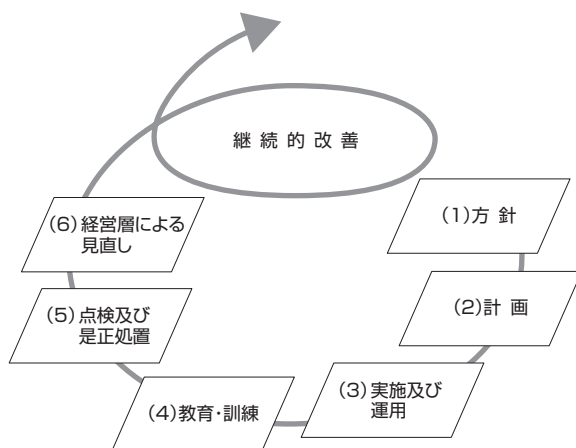 継続的改善
(1)方針
(2)計画
(3)実施及び
運用
(4)教育・訓練
(5)点検及び
是正処置
(6)経営層による
見直し